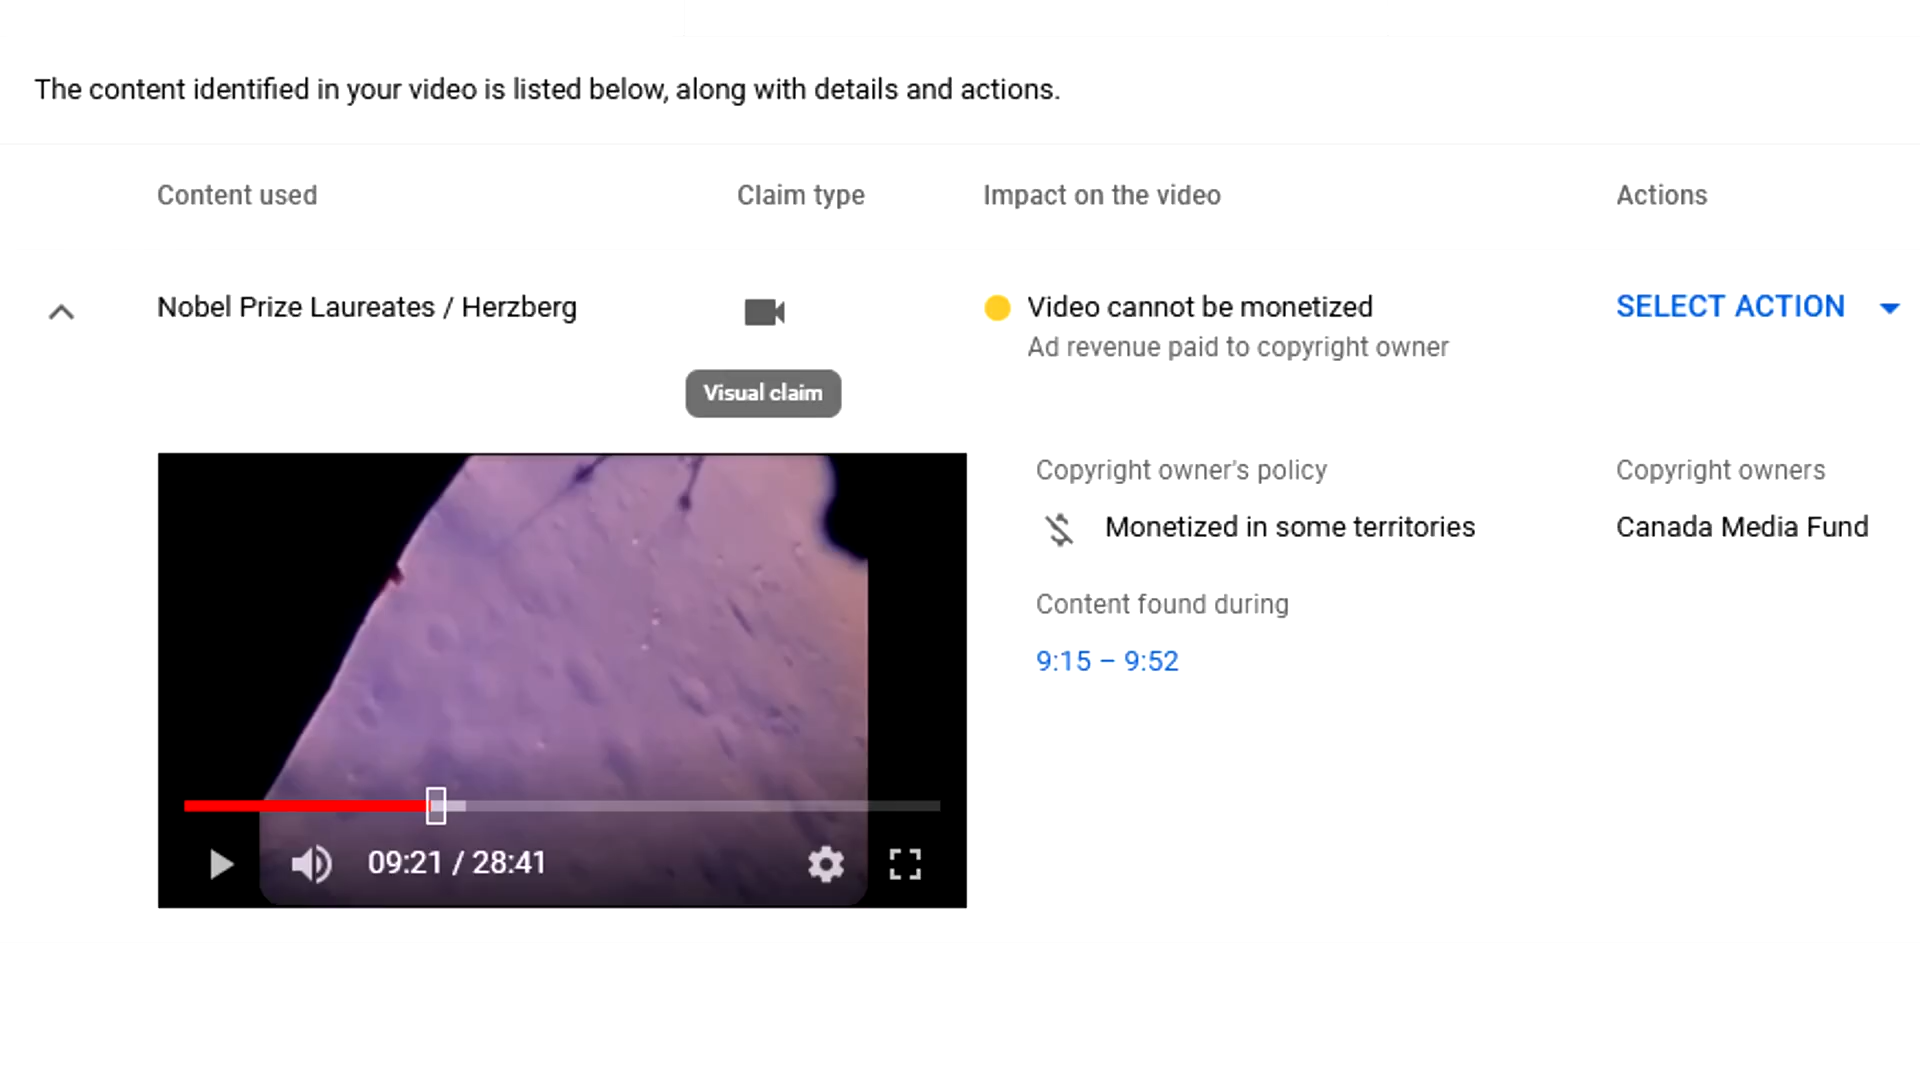 The content identified in your video is listed below, along with details and actions.
Content used
Claim type
Impact on the video
Actions
Nobel Prize Laureates / Herzberg
Video cannot be monetized
Ad revenue paid to copyright owner
SELECT ACTION
Visual claim
Copyright owner's policy
Copyright owners
Monetized in some territories
Canada Media Fund
Content found during
9:15 – 9:52
09:21 / 28:41